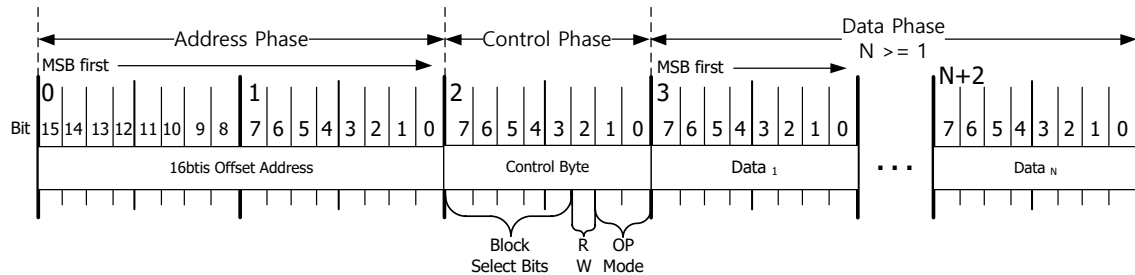 Address Phase Control Phase Data Phase
N >= 1
MSB first MSB first
0 1 2 3 N+2
Bit 15 14 13 12 11 10 9 8 7 6 5 4 3 2 1 0 7 6 5 4 3 2 1 0 7 6 5 4 3 2 1 0 7 6 5 4 3 2 1 0
16btis Offset Address Control Byte Data 1 ... Data N
Block R OP
Select Bits W Mode